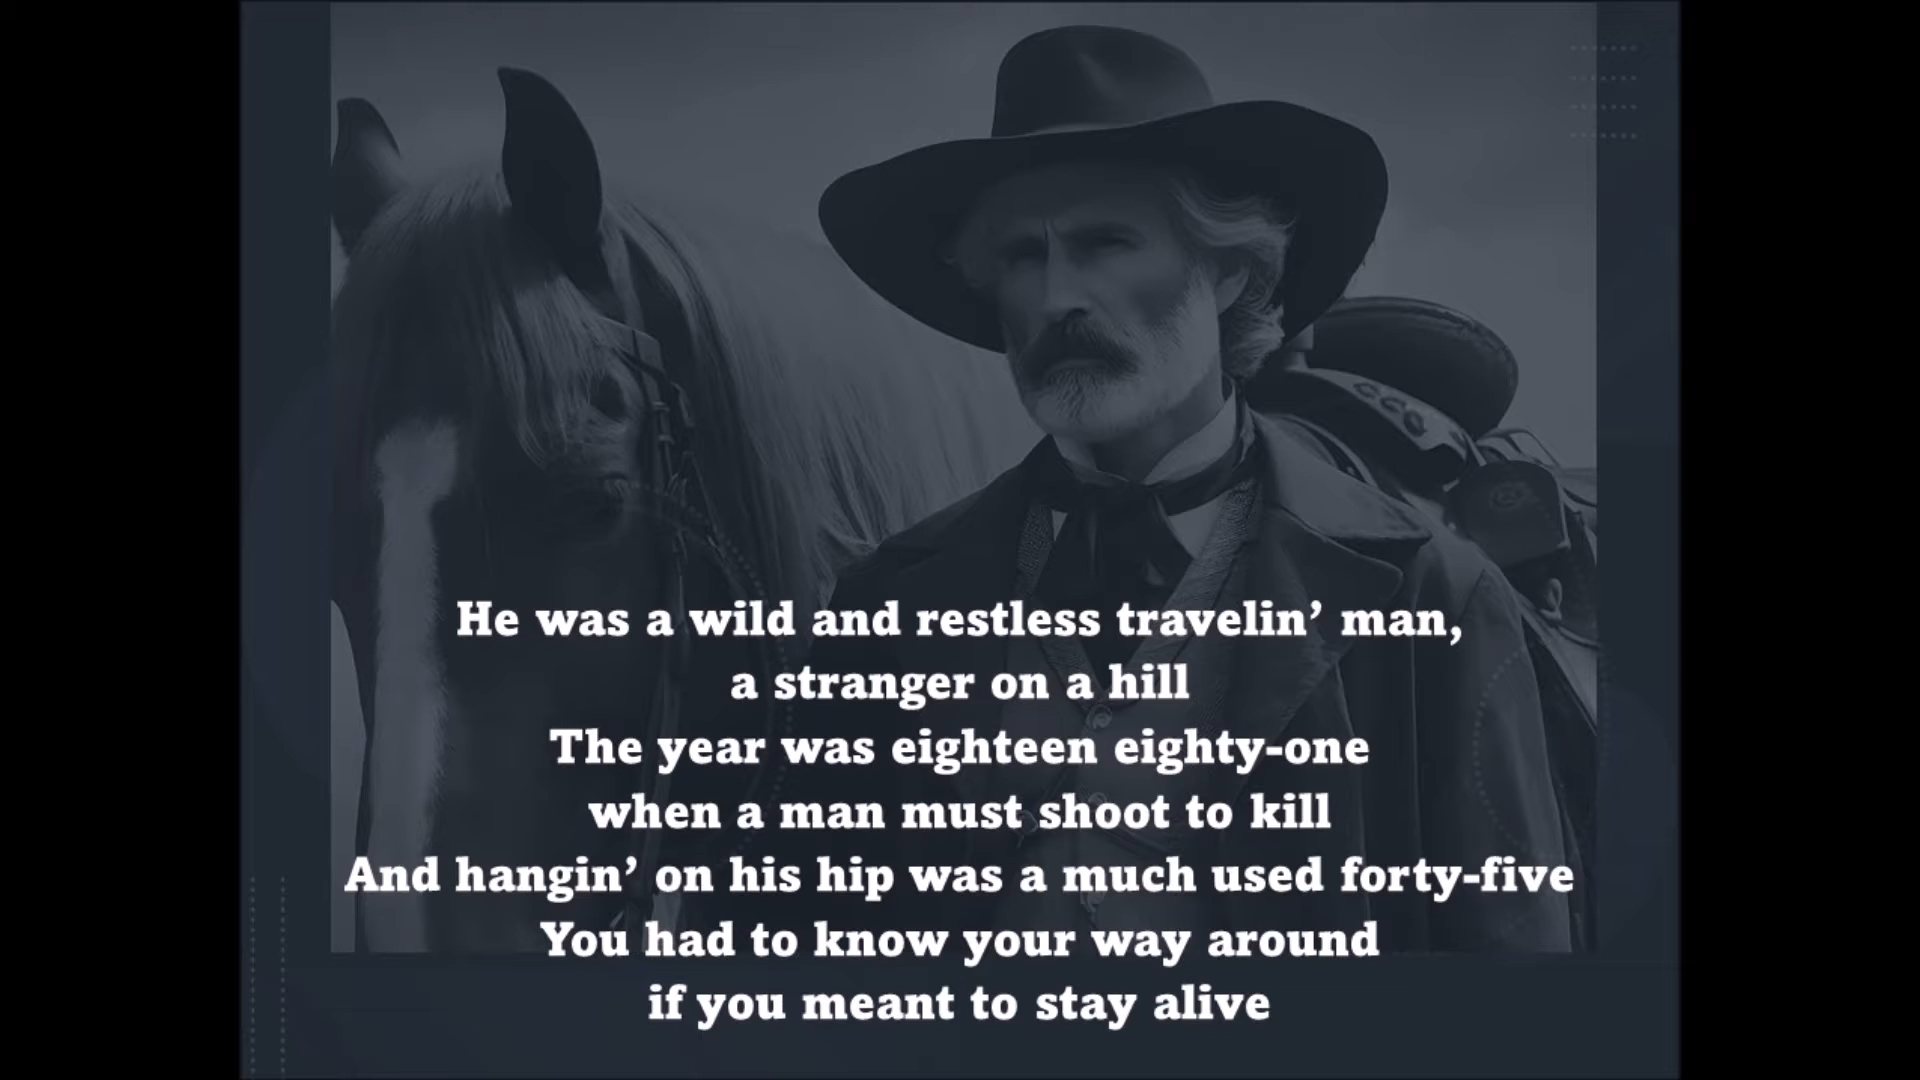 He was a wild and restless travelin’ man,
a stranger on a hill
The year was eighteen eighty-one
when a man must shoot to kill
And hangin’ on his hip was a much used forty-five
You had to know your way around
if you meant to stay alive